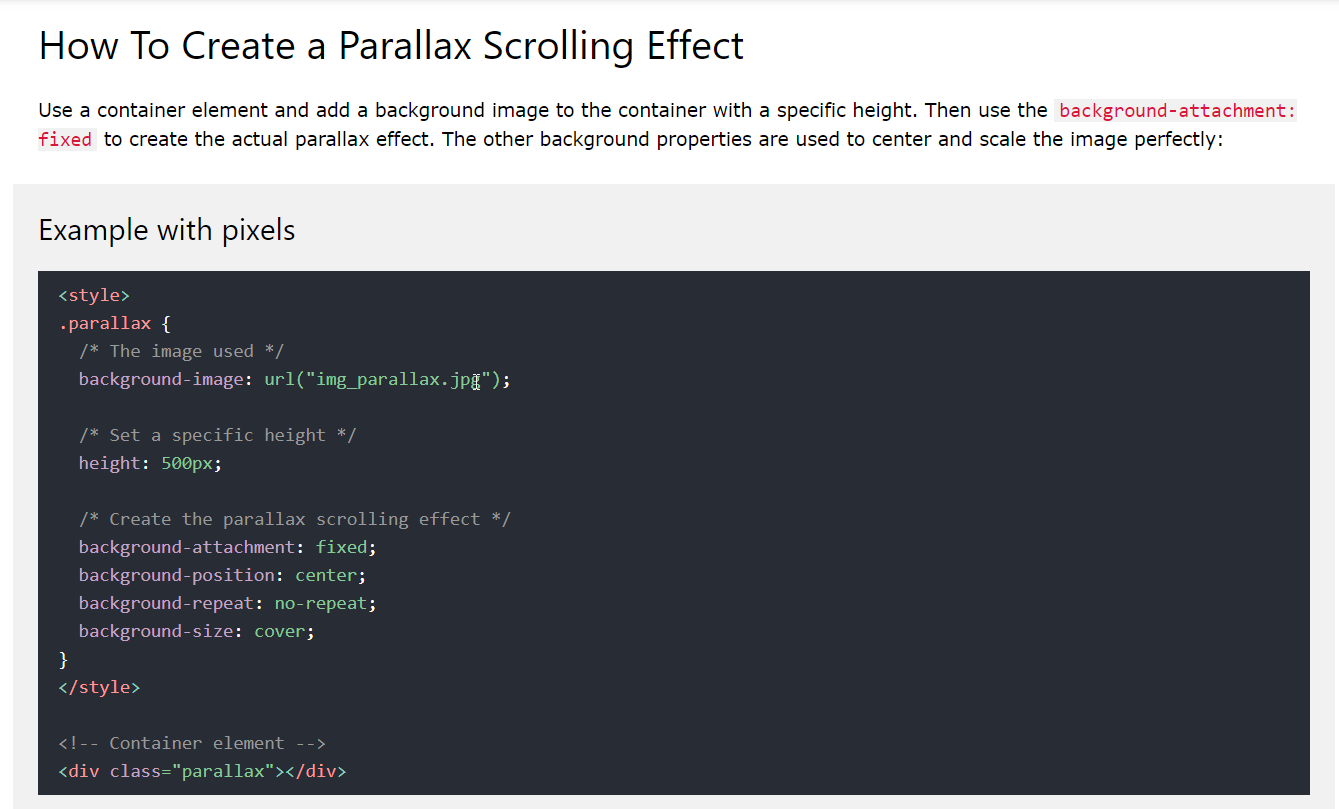 How To Create a Parallax Scrolling Effect
Use a container element and add a background image to the container with a specific height. Then use the background-attachment:
fixed to create the actual parallax effect. The other background properties are used to center and scale the image perfectly:
Example with pixels
<style>
.parallax {
  /* The image used */
  background-image: url("img_parallax.jpg");

  /* Set a specific height */
  height: 500px;

  /* Create the parallax scrolling effect */
  background-attachment: fixed;
  background-position: center;
  background-repeat: no-repeat;
  background-size: cover;
}
</style>

<!-- Container element -->
<div class="parallax"></div>